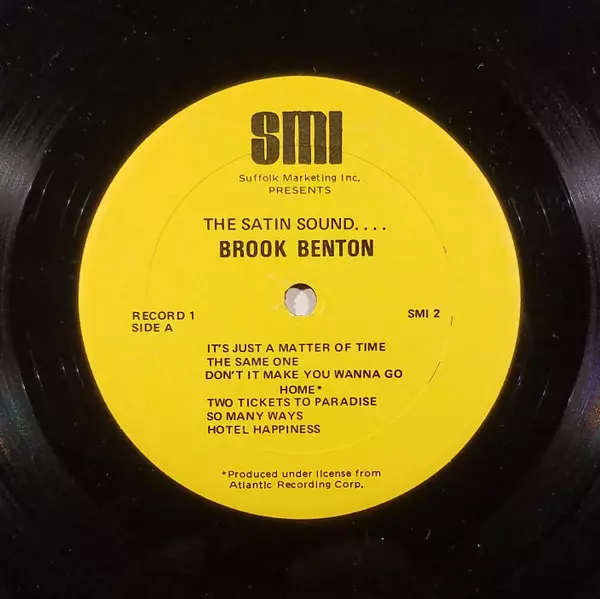 SMI
Suffolk Marketing Inc.
PRESENTS
THE SATIN SOUND....
BROOK BENTON
RECORD 1
SIDE A
SMI 2
IT'S JUST A MATTER OF TIME
THE SAME ONE
DON'T IT MAKE YOU WANNA GO
HOME*
TWO TICKETS TO PARADISE
SO MANY WAYS
HOTEL HAPPINESS
*Produced under license from
Atlantic Recording Corp.